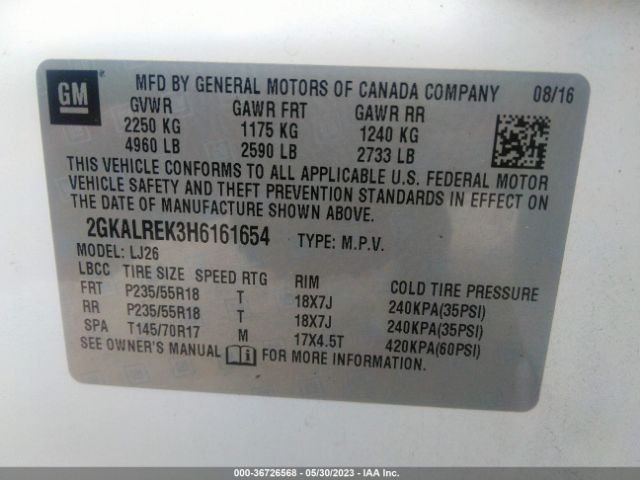 GM
MFD BY GENERAL MOTORS OF CANADA COMPANY 08/16
GVWR GAWR FRT GAWR RR
2250 KG 1175 KG 1240 KG
4960 LB 2590 LB 2733 LB
THIS VEHICLE CONFORMS TO ALL APPLICABLE U.S. FEDERAL MOTOR
VEHICLE SAFETY AND THEFT PREVENTION STANDARDS IN EFFECT ON
THE DATE OF MANUFACTURE SHOWN ABOVE.
2GKALREK3H6161654 TYPE: M.P.V.
MODEL: LJ26
LBCC TIRE SIZE SPEED RTG RIM COLD TIRE PRESSURE
FRT P235/55R18 T 18X7J 240KPA(35PSI)
RR P235/55R18 T 18X7J 240KPA(35PSI)
SPA T145/70R17 M 17X4.5T 420KPA(60PSI)
SEE OWNER'S MANUAL FOR MORE INFORMATION
000-36726568 - 05/30/2023 - IAA Inc.